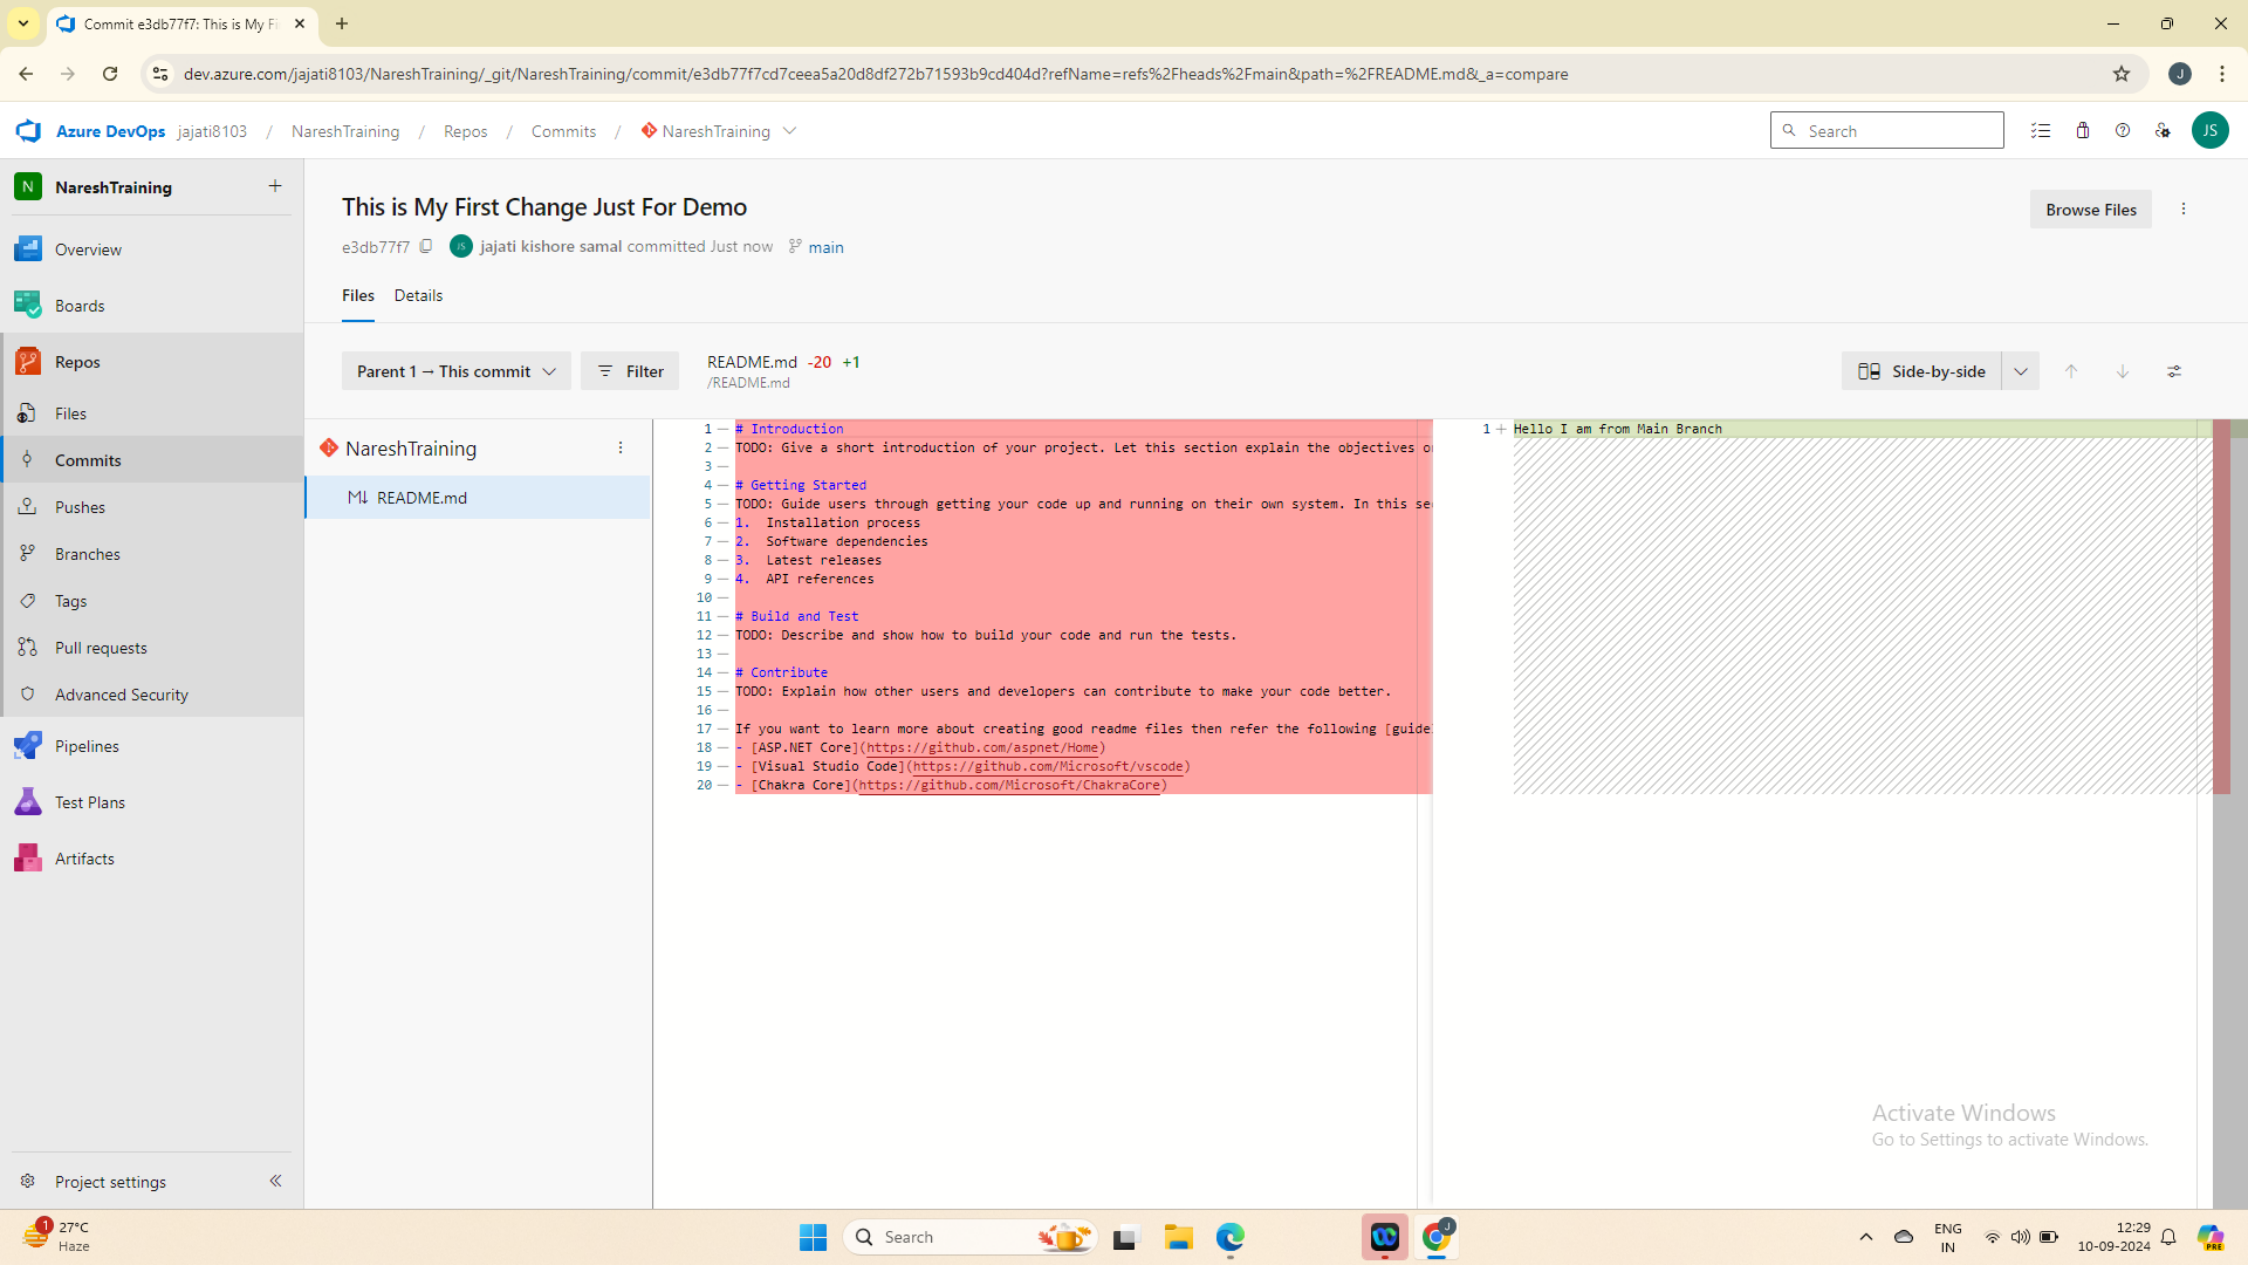 Commit e3db77f7: This is My Fi
dev.azure.com/jajati8103/NareshTraining/_git/NareshTraining/commit/e3db77f7cd7ceea5a20d8df272b71593b9cd404d?refName=refs%2Fheads%2Fmain&path=%2FREADME.md&_a=compare
J
Azure DevOps jajati8103 / NareshTraining / Repos / Commits / NareshTraining
Search
JS
N NareshTraining
Overview
Boards
Repos
Files
Commits
Pushes
Branches
Tags
Pull requests
Advanced Security
Pipelines
Test Plans
Artifacts
Project settings
This is My First Change Just For Demo
Browse Files
e3db77f7 JS jajati kishore samal committed Just now main
Files Details
Parent 1 → This commit
Filter
README.md -20 +1
/README.md
Side-by-side
NareshTraining
M↓ README.md
1 — # Introduction
2 — TODO: Give a short introduction of your project. Let this section explain the objectives o
3 —
4 — # Getting Started
5 — TODO: Guide users through getting your code up and running on their own system. In this se
6 — 1. Installation process
7 — 2. Software dependencies
8 — 3. Latest releases
9 — 4. API references
10 —
11 — # Build and Test
12 — TODO: Describe and show how to build your code and run the tests.
13 —
14 — # Contribute
15 — TODO: Explain how other users and developers can contribute to make your code better.
16 —
17 — If you want to learn more about creating good readme files then refer the following [guide
18 — - [ASP.NET Core](https://github.com/aspnet/Home)
19 — - [Visual Studio Code](https://github.com/Microsoft/vscode)
20 — - [Chakra Core](https://github.com/Microsoft/ChakraCore)
1 + Hello I am from Main Branch
Activate Windows
Go to Settings to activate Windows.
1
27°C
Haze
Search
J
ENG
IN
12:29
10-09-2024
PRE